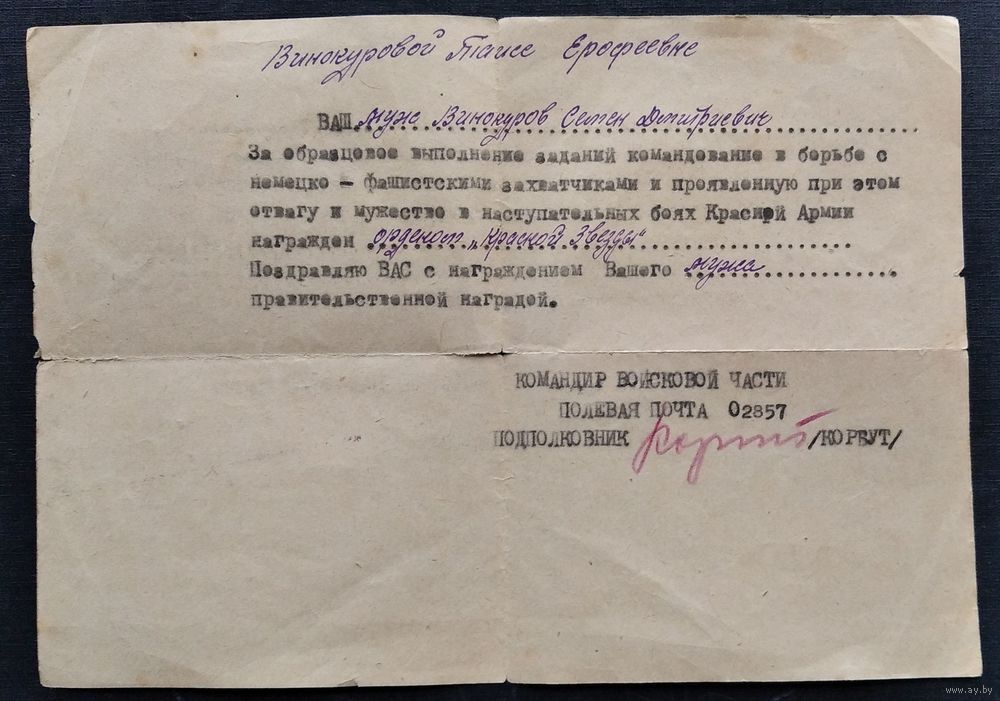 Винокуровой Таисе Ерофеевне
ВАШ муж Винокуров Семен Дмитриевич
За образцовое выполнение заданий командование в борьбе с
немецко – фашистскими захватчиками и проявленную при этом
отвагу и мужество в наступательных боях Красной Армии
награжден орденом „Красной Звезды"
Поздравляю ВАС с награждением Вашего мужа
правительственной наградой.
КОМАНДИР ВОЙСКОВОЙ ЧАСТИ
ПОЛЕВАЯ ПОЧТА 02857
ПОДПОЛКОВНИК Корбут /КОРБУТ/
www.ay.by